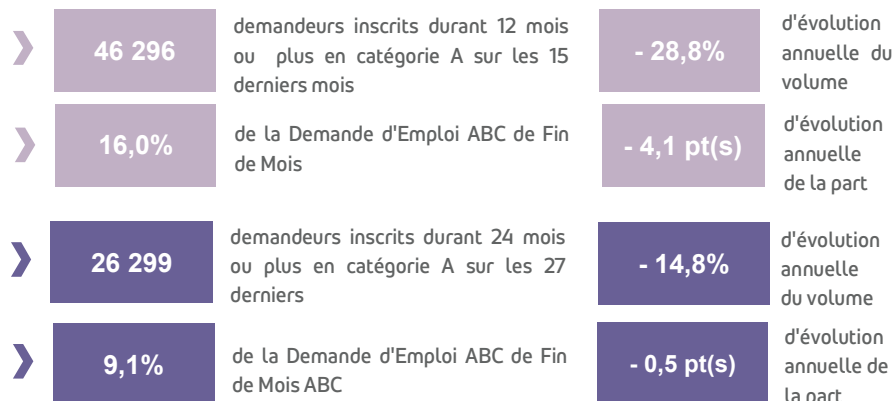 46 296
demandeurs inscrits durant 12 mois
ou plus en catégorie A sur les 15
derniers mois
- 28,8%
d'évolution
annuelle du
volume
16,0%
de la Demande d'Emploi ABC de Fin
de Mois
- 4,1 pt(s)
d'évolution
annuelle
de la part
26 299
demandeurs inscrits durant 24 mois
ou plus en catégorie A sur les 27
derniers
- 14,8%
d'évolution
annuelle
du volume
9,1%
de la Demande d'Emploi ABC de Fin
de Mois ABC
- 0,5 pt(s)
d'évolution
annuelle de
la part